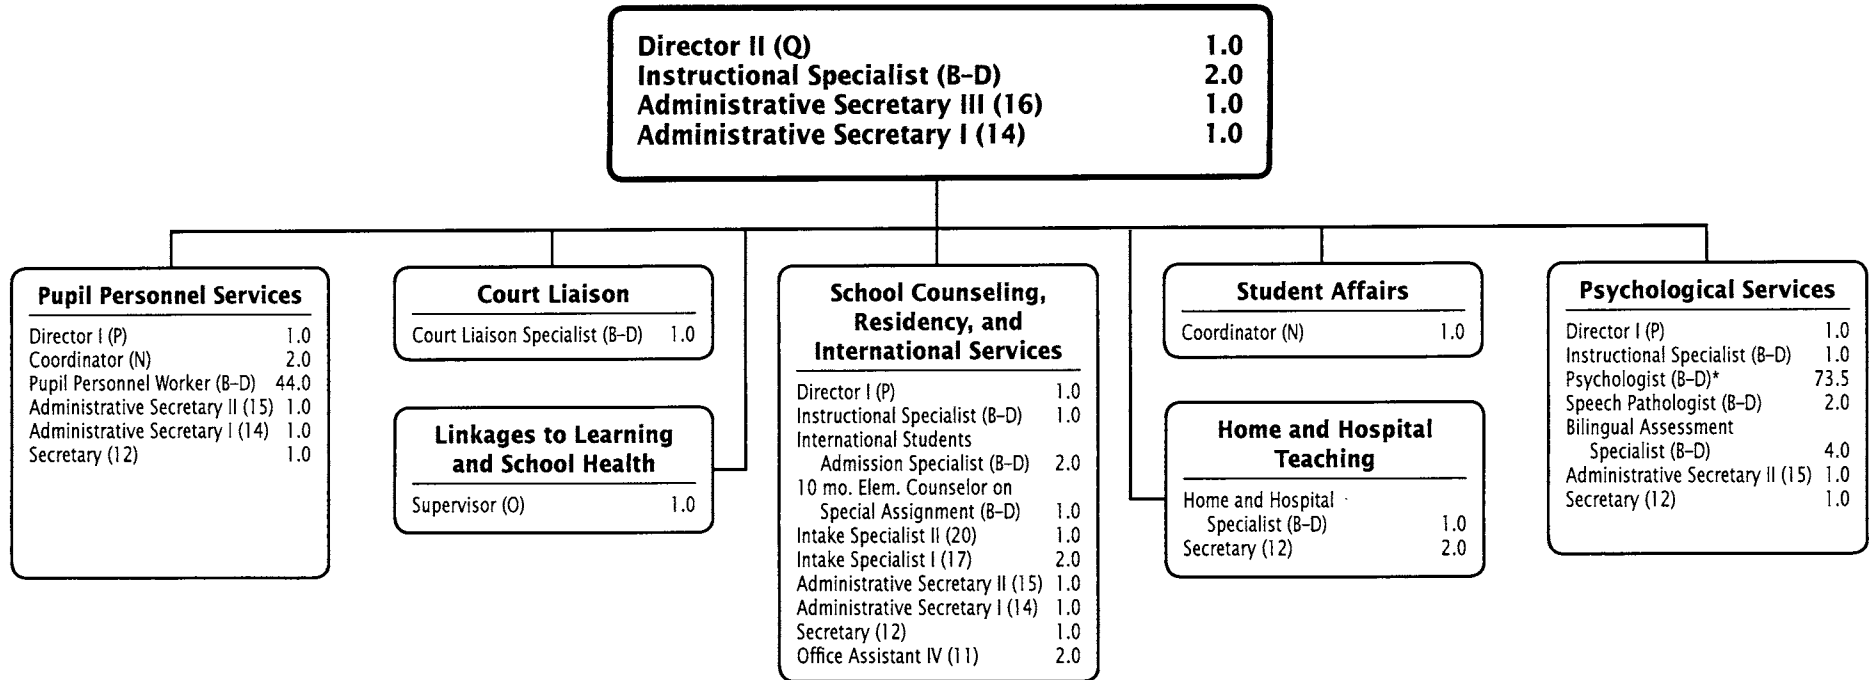 Director II (Q) 1.0
Instructional Specialist (B–D) 2.0
Administrative Secretary III (16) 1.0
Administrative Secretary I (14) 1.0
Pupil Personnel Services
Director I (P) 1.0
Coordinator (N) 2.0
Pupil Personnel Worker (B–D) 44.0
Administrative Secretary II (15) 1.0
Administrative Secretary I (14) 1.0
Secretary (12) 1.0
Court Liaison
Court Liaison Specialist (B–D) 1.0
Linkages to Learning
and School Health
Supervisor (O) 1.0
School Counseling,
Residency, and
International Services
Director I (P) 1.0
Instructional Specialist (B–D) 1.0
International Students
Admission Specialist (B–D) 2.0
10 mo. Elem. Counselor on
Special Assignment (B–D) 1.0
Intake Specialist II (20) 1.0
Intake Specialist I (17) 2.0
Administrative Secretary II (15) 1.0
Administrative Secretary I (14) 1.0
Secretary (12) 1.0
Office Assistant IV (11) 2.0
Student Affairs
Coordinator (N) 1.0
Home and Hospital
Teaching
Home and Hospital
Specialist (B–D) 1.0
Secretary (12) 2.0
Psychological Services
Director I (P) 1.0
Instructional Specialist (B–D) 1.0
Psychologist (B–D)* 73.5
Speech Pathologist (B–D) 2.0
Bilingual Assessment
Specialist (B–D) 4.0
Administrative Secretary II (15) 1.0
Secretary (12) 1.0